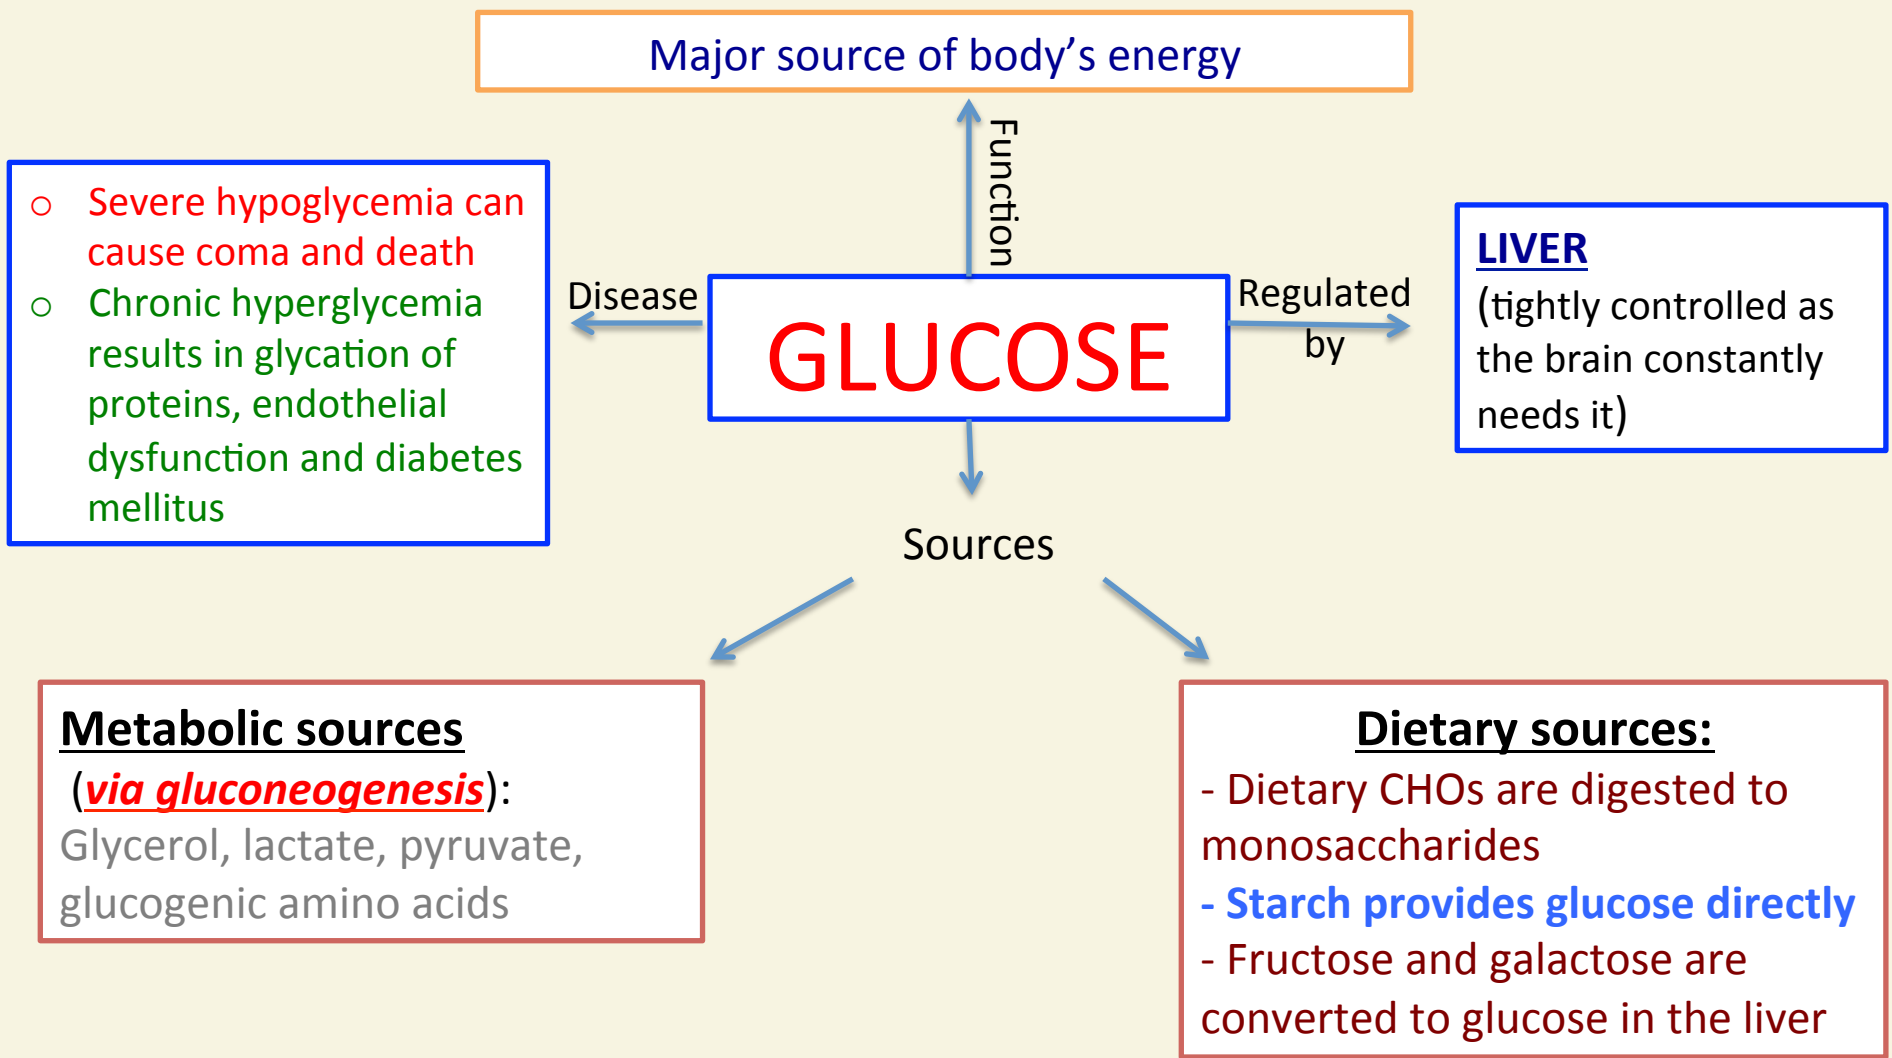 Major source of body’s energy
Function
o Severe hypoglycemia can
cause coma and death
o Chronic hyperglycemia
results in glycation of
proteins, endothelial
dysfunction and diabetes
mellitus
Disease
GLUCOSE
Regulated
by
LIVER
(tightly controlled as
the brain constantly
needs it)
Sources
Metabolic sources
(via gluconeogenesis):
Glycerol, lactate, pyruvate,
glucogenic amino acids
Dietary sources:
- Dietary CHOs are digested to
monosaccharides
- Starch provides glucose directly
- Fructose and galactose are
converted to glucose in the liver